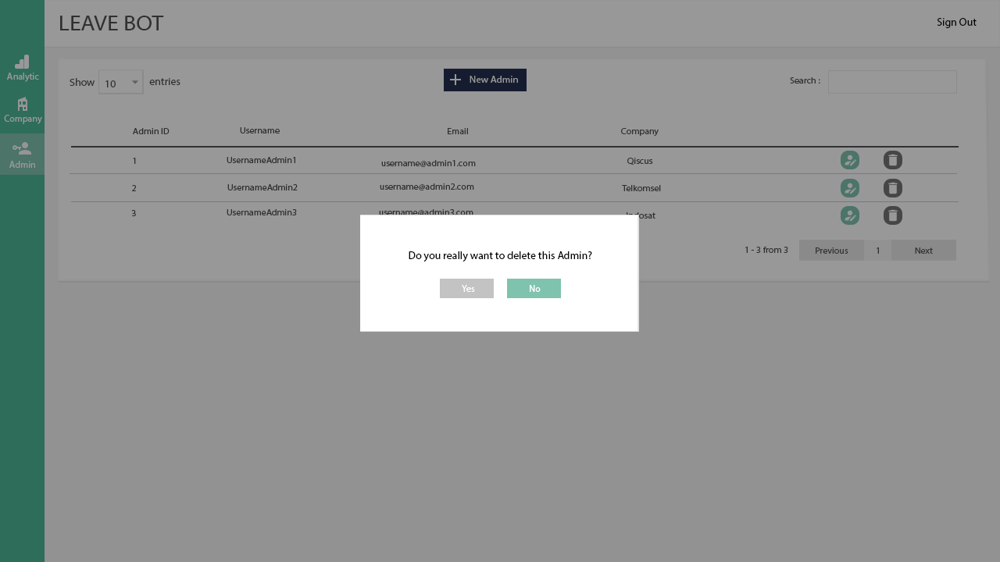 LEAVE BOT
Sign Out
Analytic
Company
Admin
Show 10 entries
New Admin
Search :
Admin ID Username Email Company
1 UsernameAdmin1 username@admin1.com Qiscus
2 UsernameAdmin2 username@admin2.com Telkomsel
3 UsernameAdmin3 username@admin3.com Indosat
1 - 3 from 3 Previous 1 Next
Do you really want to delete this Admin?
Yes No